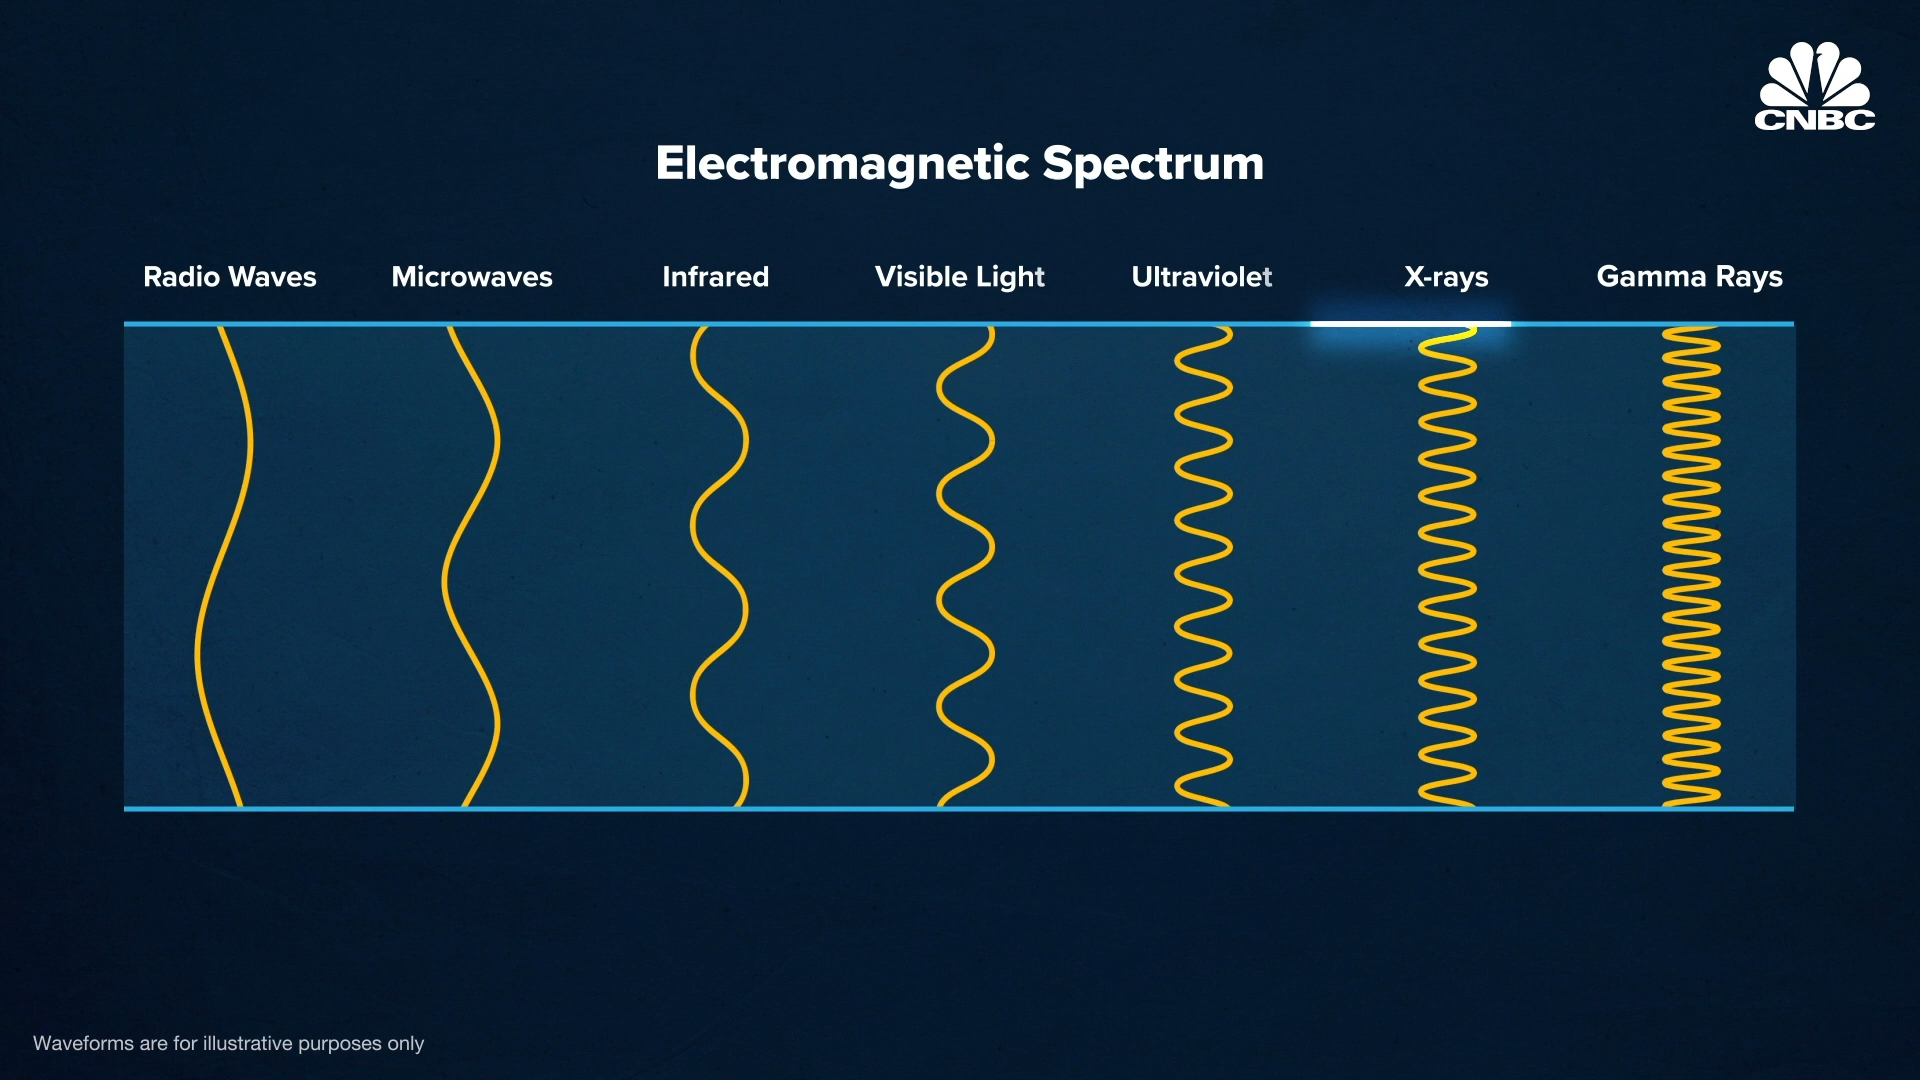 CNBC
Electromagnetic Spectrum
Radio Waves Microwaves Infrared Visible Light Ultraviolet X-rays Gamma Rays
Waveforms are for illustrative purposes only